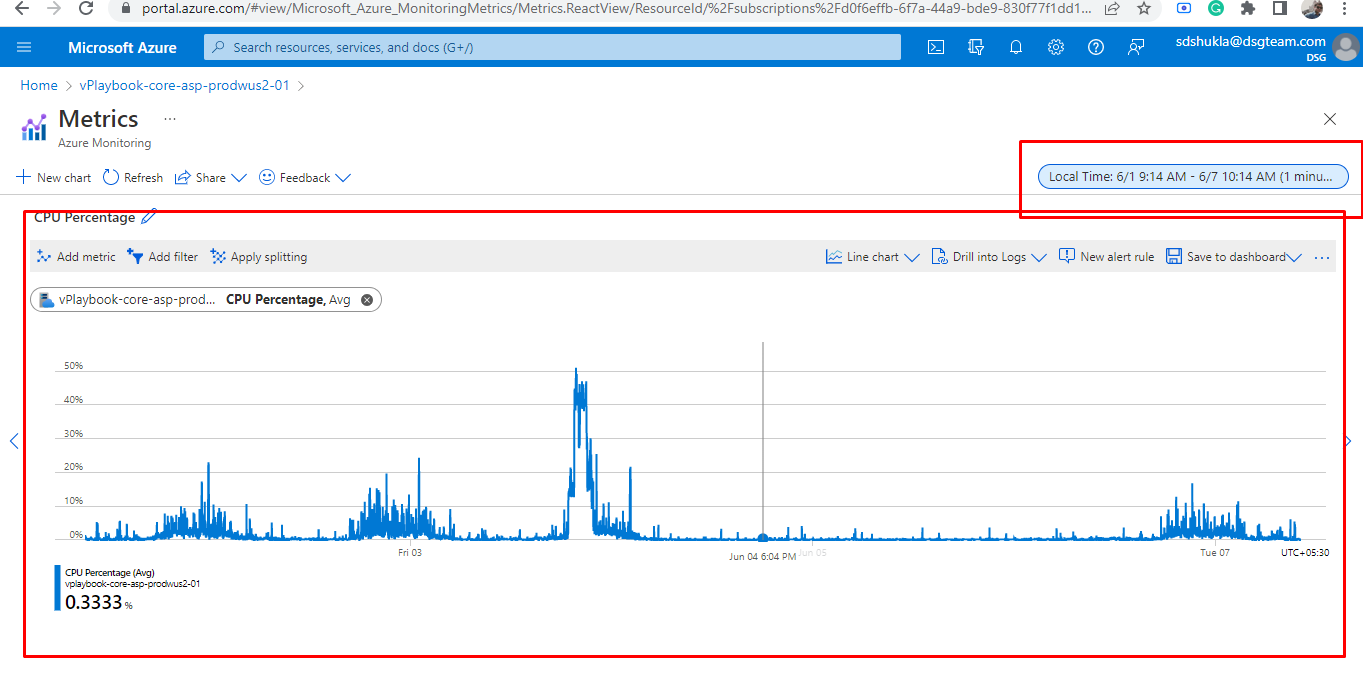 portal.azure.com/#view/Microsoft_Azure_MonitoringMetrics/Metrics.ReactView/ResourceId/%2Fsubscriptions%2Fd0f6effb-6f7a-44a9-bde9-830f77f1dd1...
Microsoft Azure
Search resources, services, and docs (G+/)
sdshukla@dsgteam.com
DSG
Home > vPlaybook-core-asp-prodwus2-01 >
Metrics ...
Azure Monitoring
New chart Refresh Share Feedback
Local Time: 6/1 9:14 AM - 6/7 10:14 AM (1 minu...
CPU Percentage
Add metric Add filter Apply splitting Line chart Drill into Logs New alert rule Save to dashboard ...
vPlaybook-core-asp-prod... CPU Percentage, Avg
50%
40%
30%
20%
10%
0%
Fri 03 Jun 04 6:04 PM Jun 05 Tue 07 UTC+05:30
CPU Percentage (Avg)
vplaybook-core-asp-prodwus2-01
0.3333 %